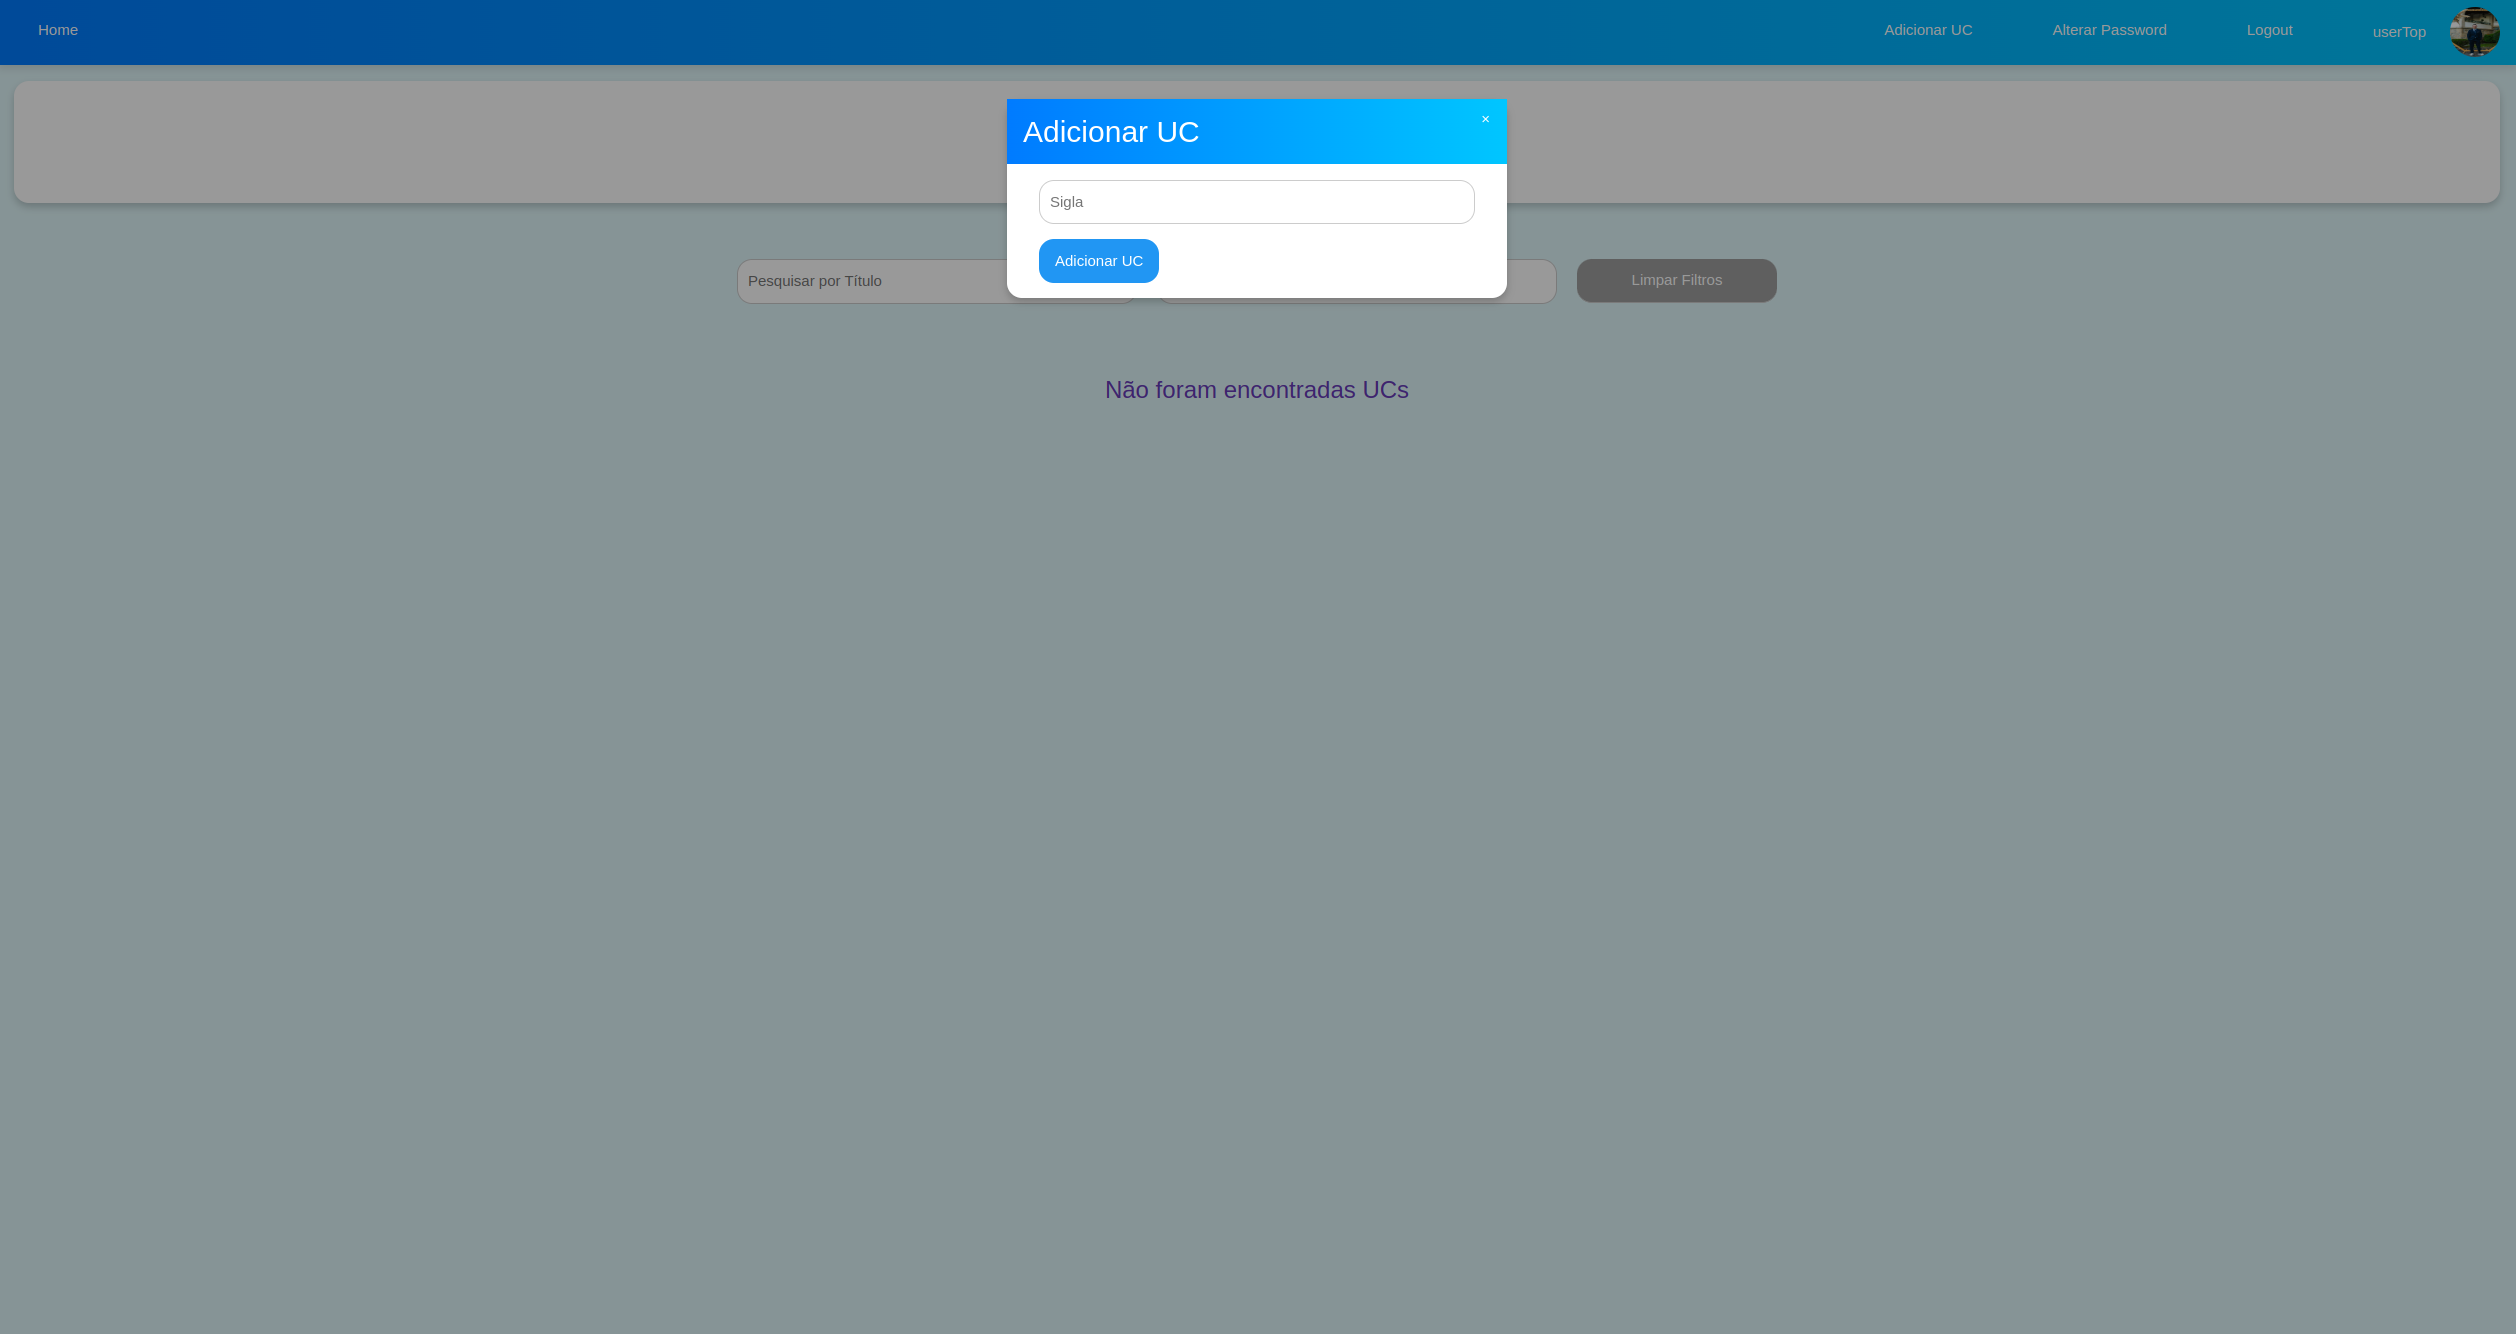 Home
Adicionar UC
Alterar Password
Logout
userTop
Adicionar UC
×
Sigla
Adicionar UC
Pesquisar por Título
Limpar Filtros
Não foram encontradas UCs